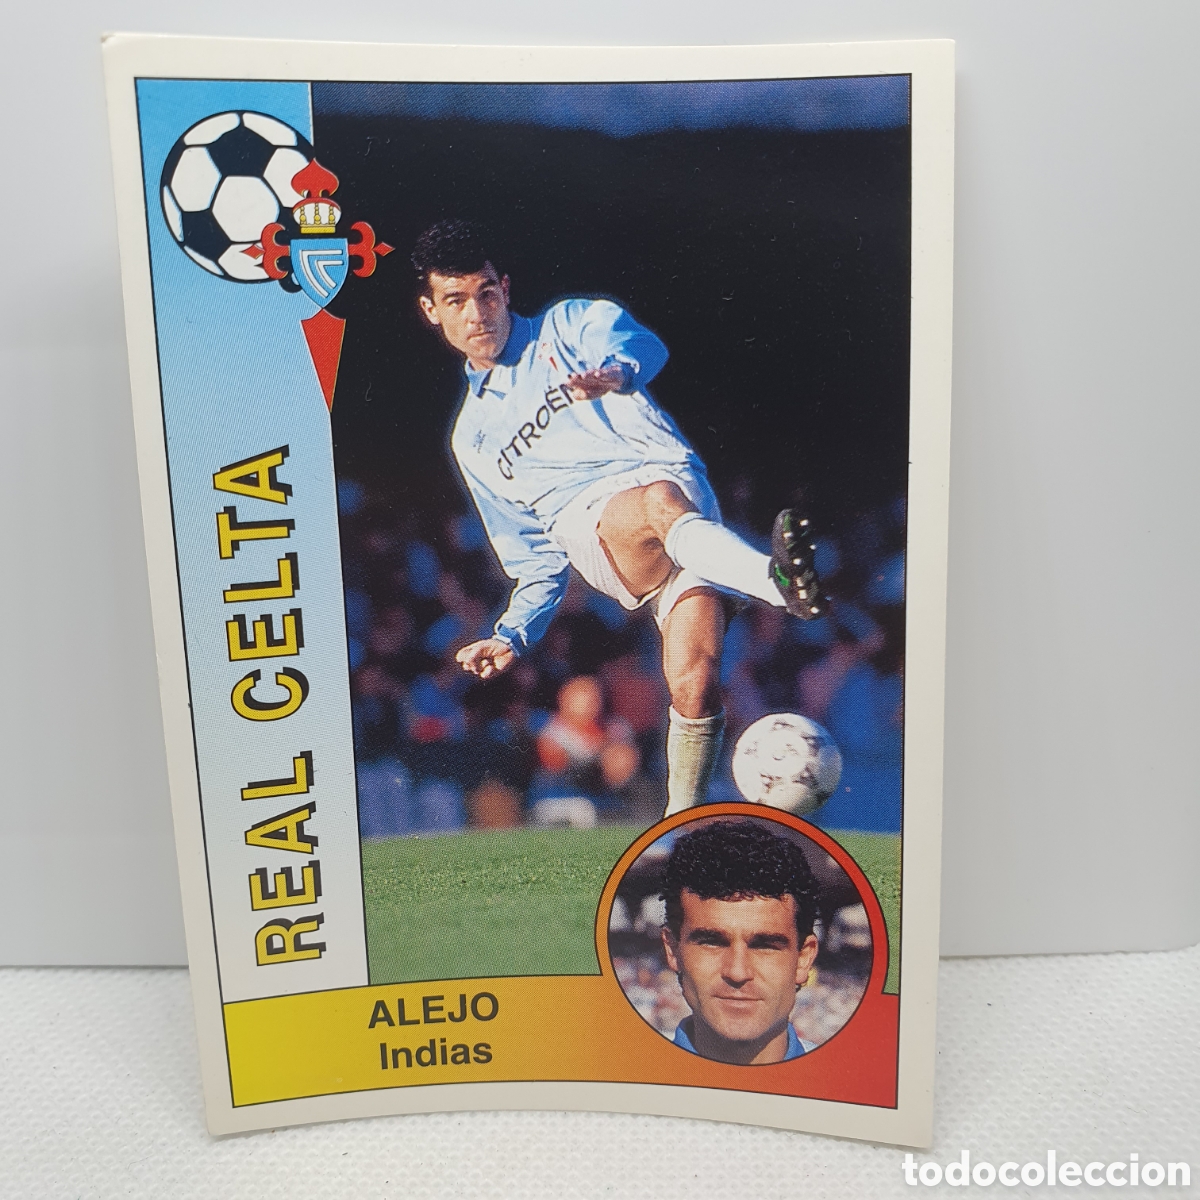 REAL CELTA
CITROËN
ALEJO
Indias
todocoleccion